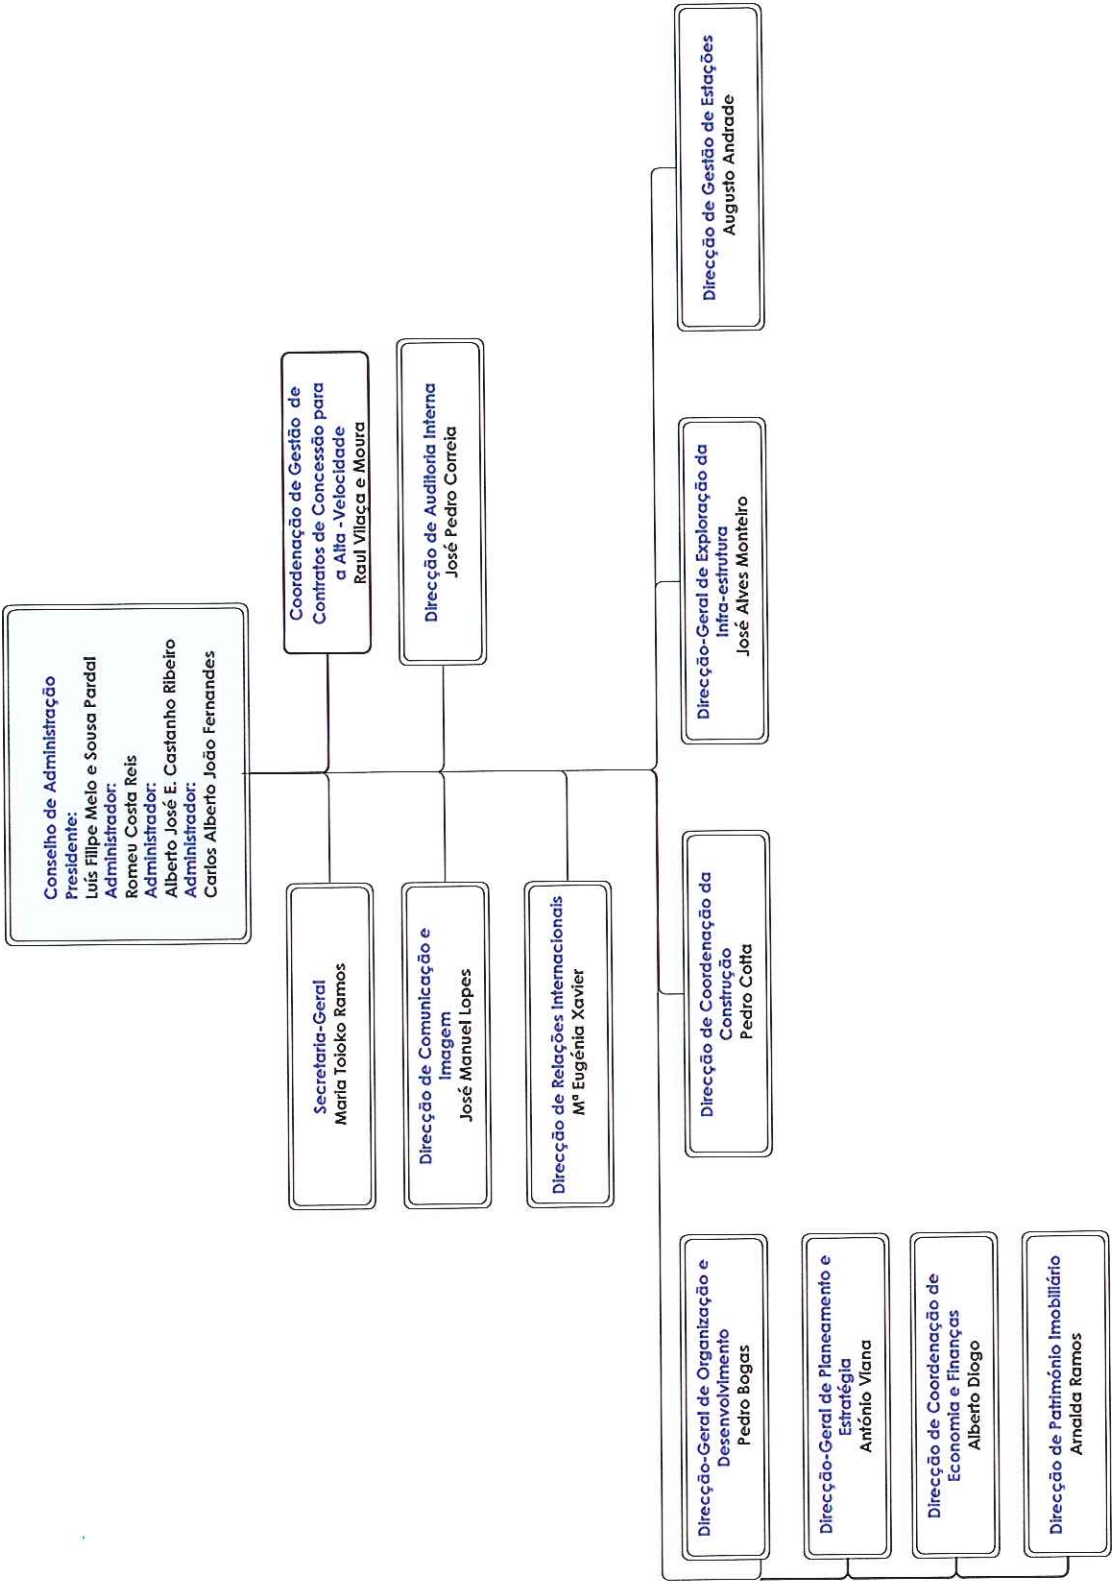 Conselho de Administração
Presidente:
Luís Filipe Melo e Sousa Pardal
Administrador:
Romeu Costa Reis
Administrador:
Alberto José E. Castanho Ribeiro
Administrador:
Carlos Alberto João Fernandes
Secretaria-Geral
Maria Toioko Ramos
Coordenação de Gestão de
Contratos de Concessão para
a Alta -Velocidade
Raul Vilaça e Moura
Direcção de Comunicação e
Imagem
José Manuel Lopes
Direcção de Auditoria Interna
José Pedro Correia
Direcção de Relações Internacionais
Mª Eugénia Xavier
Direcção-Geral de Organização e
Desenvolvimento
Pedro Bogas
Direcção-Geral de Planeamento e
Estratégia
António Viana
Direcção de Coordenação de
Economia e Finanças
Alberto Diogo
Direcção de Património Imobiliário
Arnalda Ramos
Direcção de Coordenação da
Construção
Pedro Cotta
Direcção-Geral de Exploração da
Infra-estrutura
José Alves Monteiro
Direcção de Gestão de Estações
Augusto Andrade